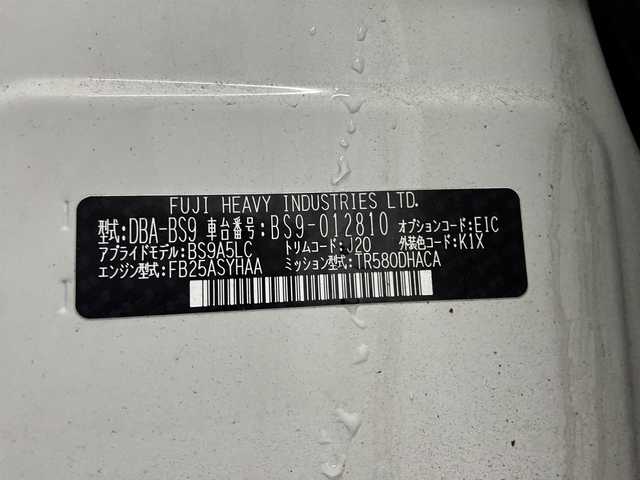 FUJI HEAVY INDUSTRIES LTD.
型式:DBA-BS9 車台番号:BS9-012810 オプションコード:EIC
アプライドモデル:BS9A5LC トリムコード:J20 外装色コード:K1X
エンジン型式:FB25ASYHAA ミッション型式:TR580DHACA